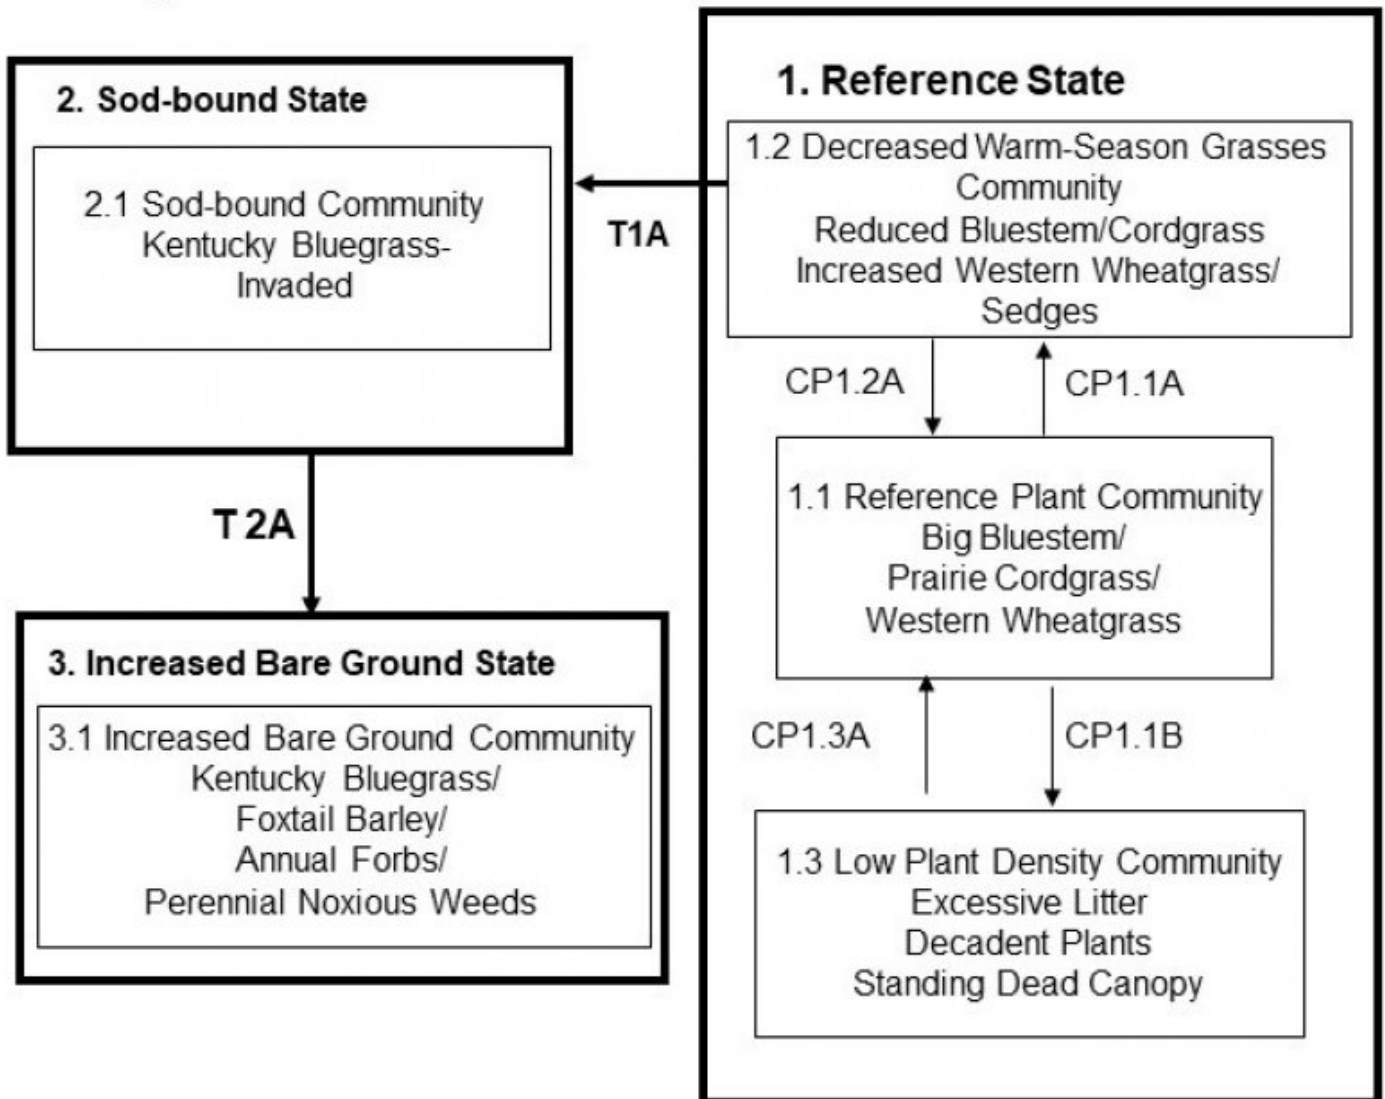 2. Sod-bound State
2.1 Sod-bound Community
Kentucky Bluegrass-
Invaded
T1A
T 2A
3. Increased Bare Ground State
3.1 Increased Bare Ground Community
Kentucky Bluegrass/
Foxtail Barley/
Annual Forbs/
Perennial Noxious Weeds
1. Reference State
1.2 Decreased Warm-Season Grasses
Community
Reduced Bluestem/Cordgrass
Increased Western Wheatgrass/
Sedges
CP1.2A
CP1.1A
1.1 Reference Plant Community
Big Bluestem/
Prairie Cordgrass/
Western Wheatgrass
CP1.3A
CP1.1B
1.3 Low Plant Density Community
Excessive Litter
Decadent Plants
Standing Dead Canopy